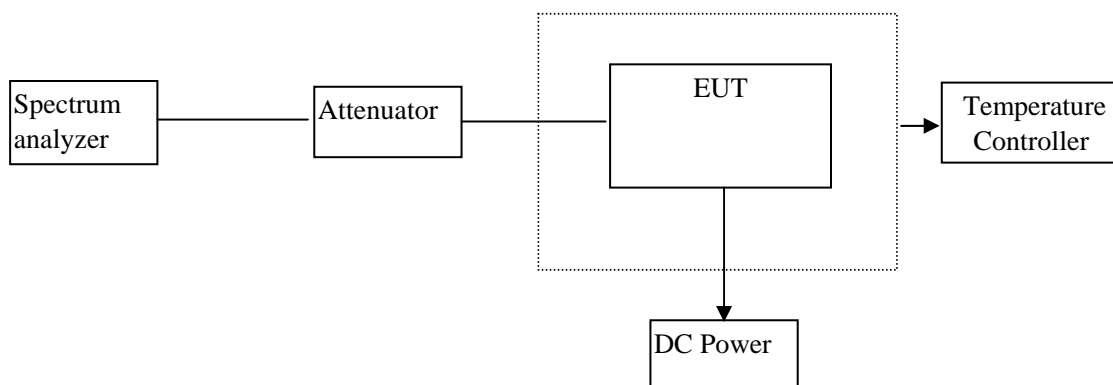 EUT
Spectrum
analyzer
Attenuator
Temperature
Controller
DC Power